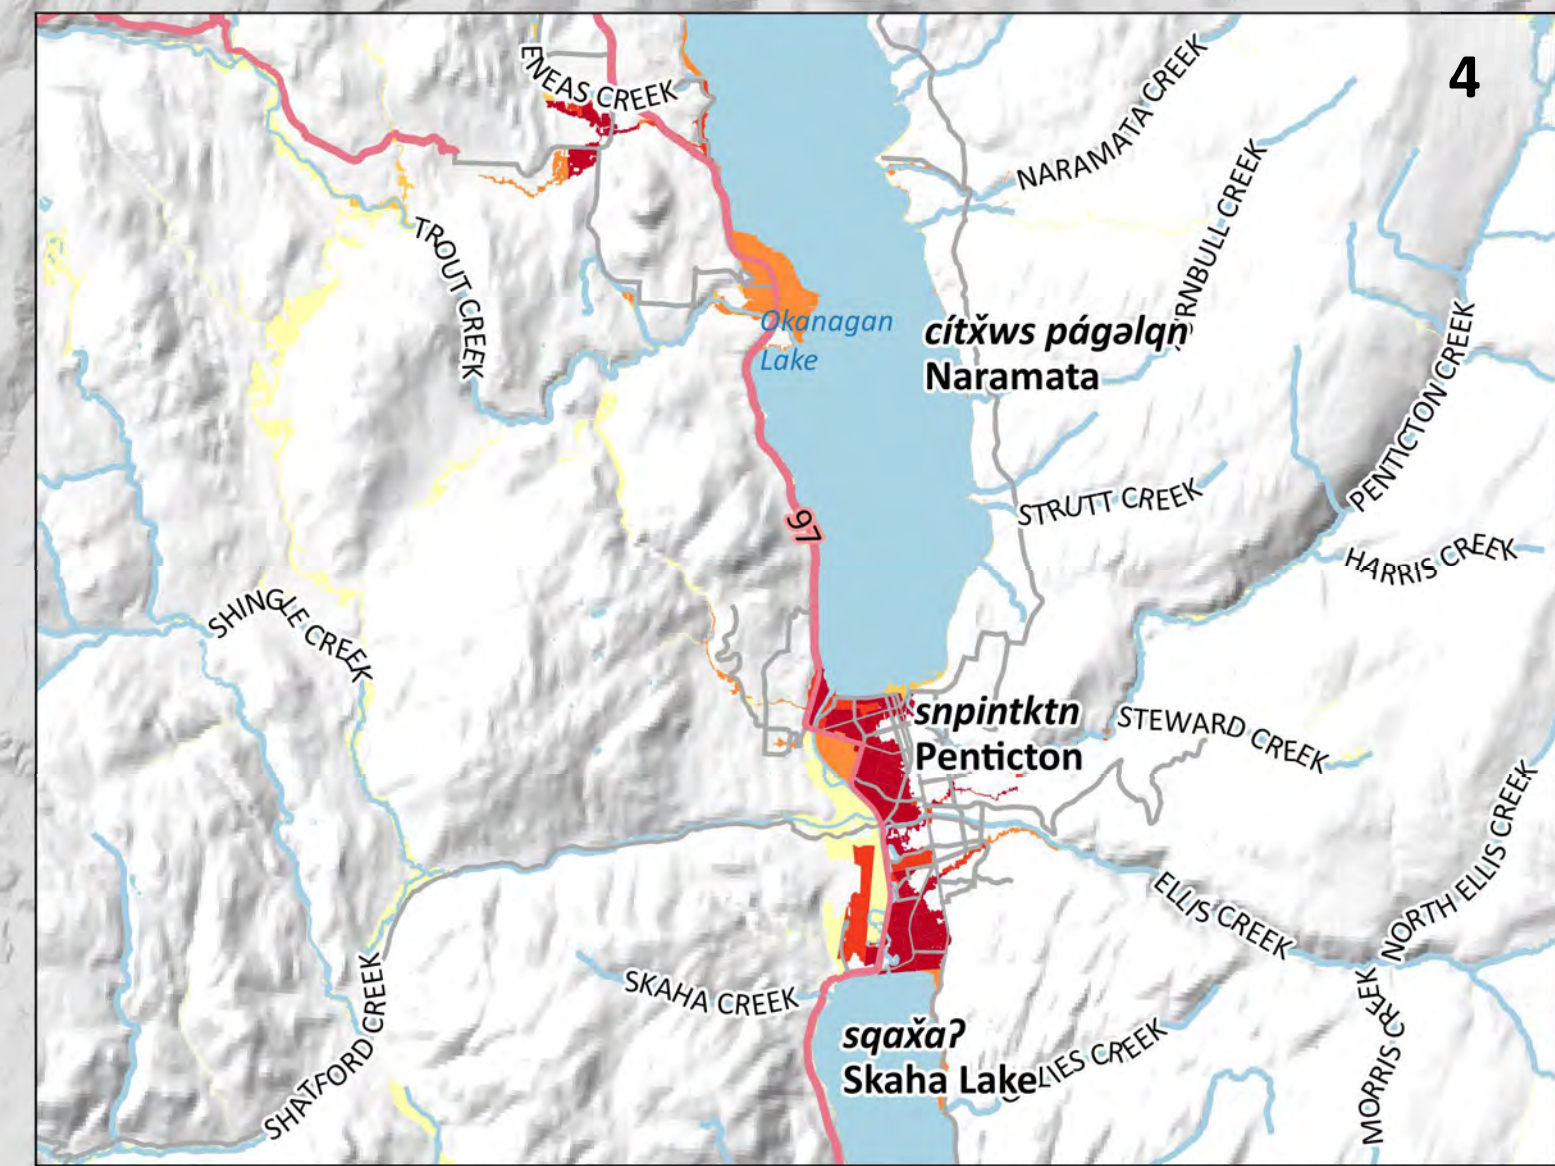 4
ENEAS CREEK
NARAMATA CREEK
TROUT CREEK
Okanagan
Lake
cítx̌ws págəlqn
Naramata
PENTICTON CREEK
97
STRUTT CREEK
HARRIS CREEK
SHINGLE CREEK
snpintktn
Penticton
STEWARD CREEK
ELLIS CREEK
NORTH ELLIS CREEK
SKAHA CREEK
SHATFORD CREEK
sqax̌aʔ
Skaha Lake
CREEK
MORRIS CREEK